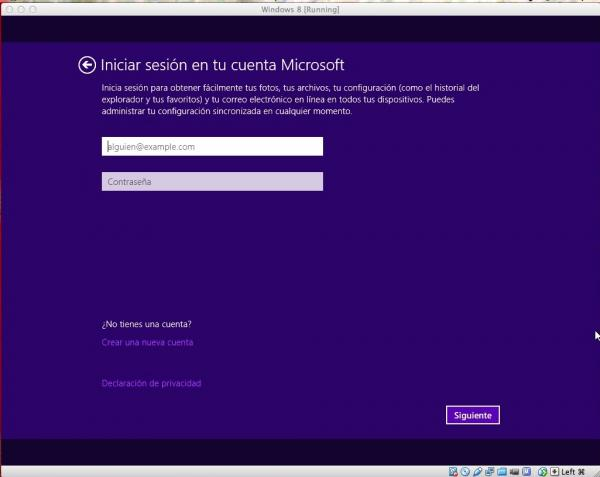 Windows 8 [Running]
Iniciar sesión en tu cuenta Microsoft
Inicia sesión para obtener fácilmente tus fotos, tus archivos, tu configuración (como el historial del
explorador y tus favoritos) y tu correo electrónico en línea en todos tus dispositivos. Puedes
administrar tu configuración sincronizada en cualquier momento.
alguien@example.com
Contraseña
¿No tienes una cuenta?
Crear una nueva cuenta
Declaración de privacidad
Siguiente
Left ⌘